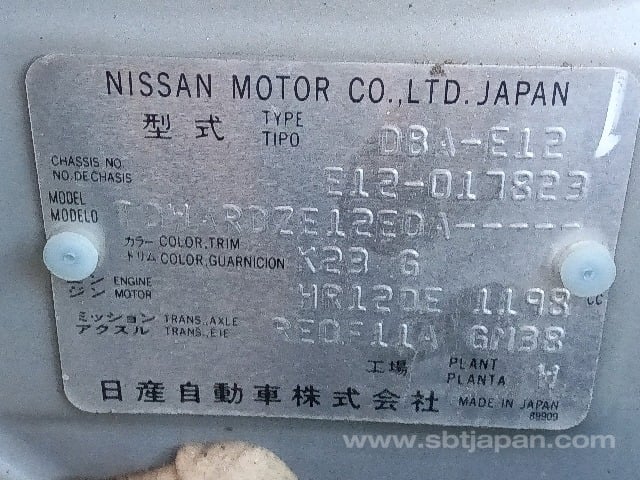 NISSAN MOTOR CO.,LTD. JAPAN
型式 TYPE TIPO DBA-E12
CHASSIS NO. NO.DE CHASIS E12-017823
MODEL MODELO
カラー COLOR,TRIM
トリム COLOR,GUARNICION K23 G
ジン ENGINE MOTOR HR12DE 1198 CC
ミッション TRANS.,AXLE
アクスル TRANS.,EJE RE0F11A GM38
工場 PLANT PLANTA
日産自動車株式会社 MADE IN JAPAN
89909
www.sbtjapan.com